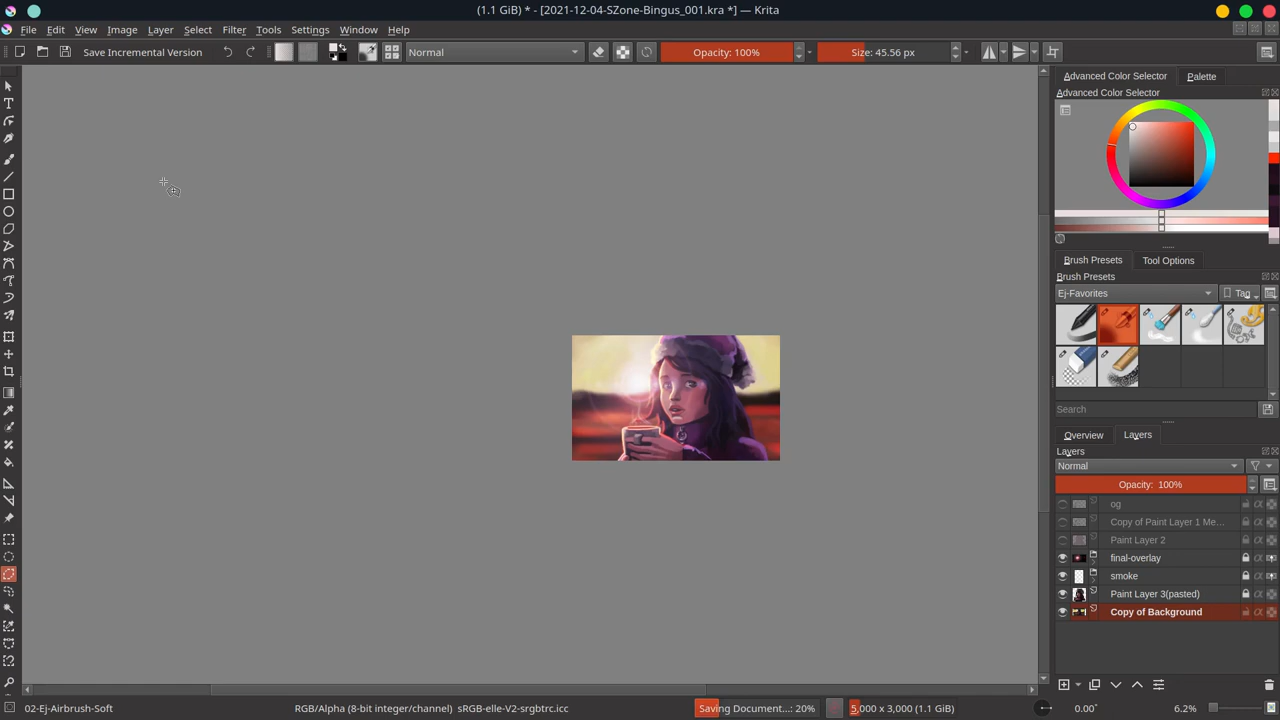 (1.1 GiB) * - [2021-12-04-SZone-Bingus_001.kra *] — Krita
File Edit View Image Layer Select Filter Tools Settings Window Help
Save Incremental Version Normal Opacity: 100% Size: 45.56 px
Advanced Color Selector Palette
Advanced Color Selector
Brush Presets Tool Options
Brush Presets
Ej-Favorites Tag
Search
Overview Layers
Layers
Normal
Opacity: 100%
og
Copy of Paint Layer 1 Me...
Paint Layer 2
final-overlay
smoke
Paint Layer 3(pasted)
Copy of Background
02-Ej-Airbrush-Soft RGB/Alpha (8-bit integer/channel) sRGB-elle-V2-srgbtrc.icc Saving Document...: 20% 5,000 x 3,000 (1.1 GiB) 0.00° 6.2%